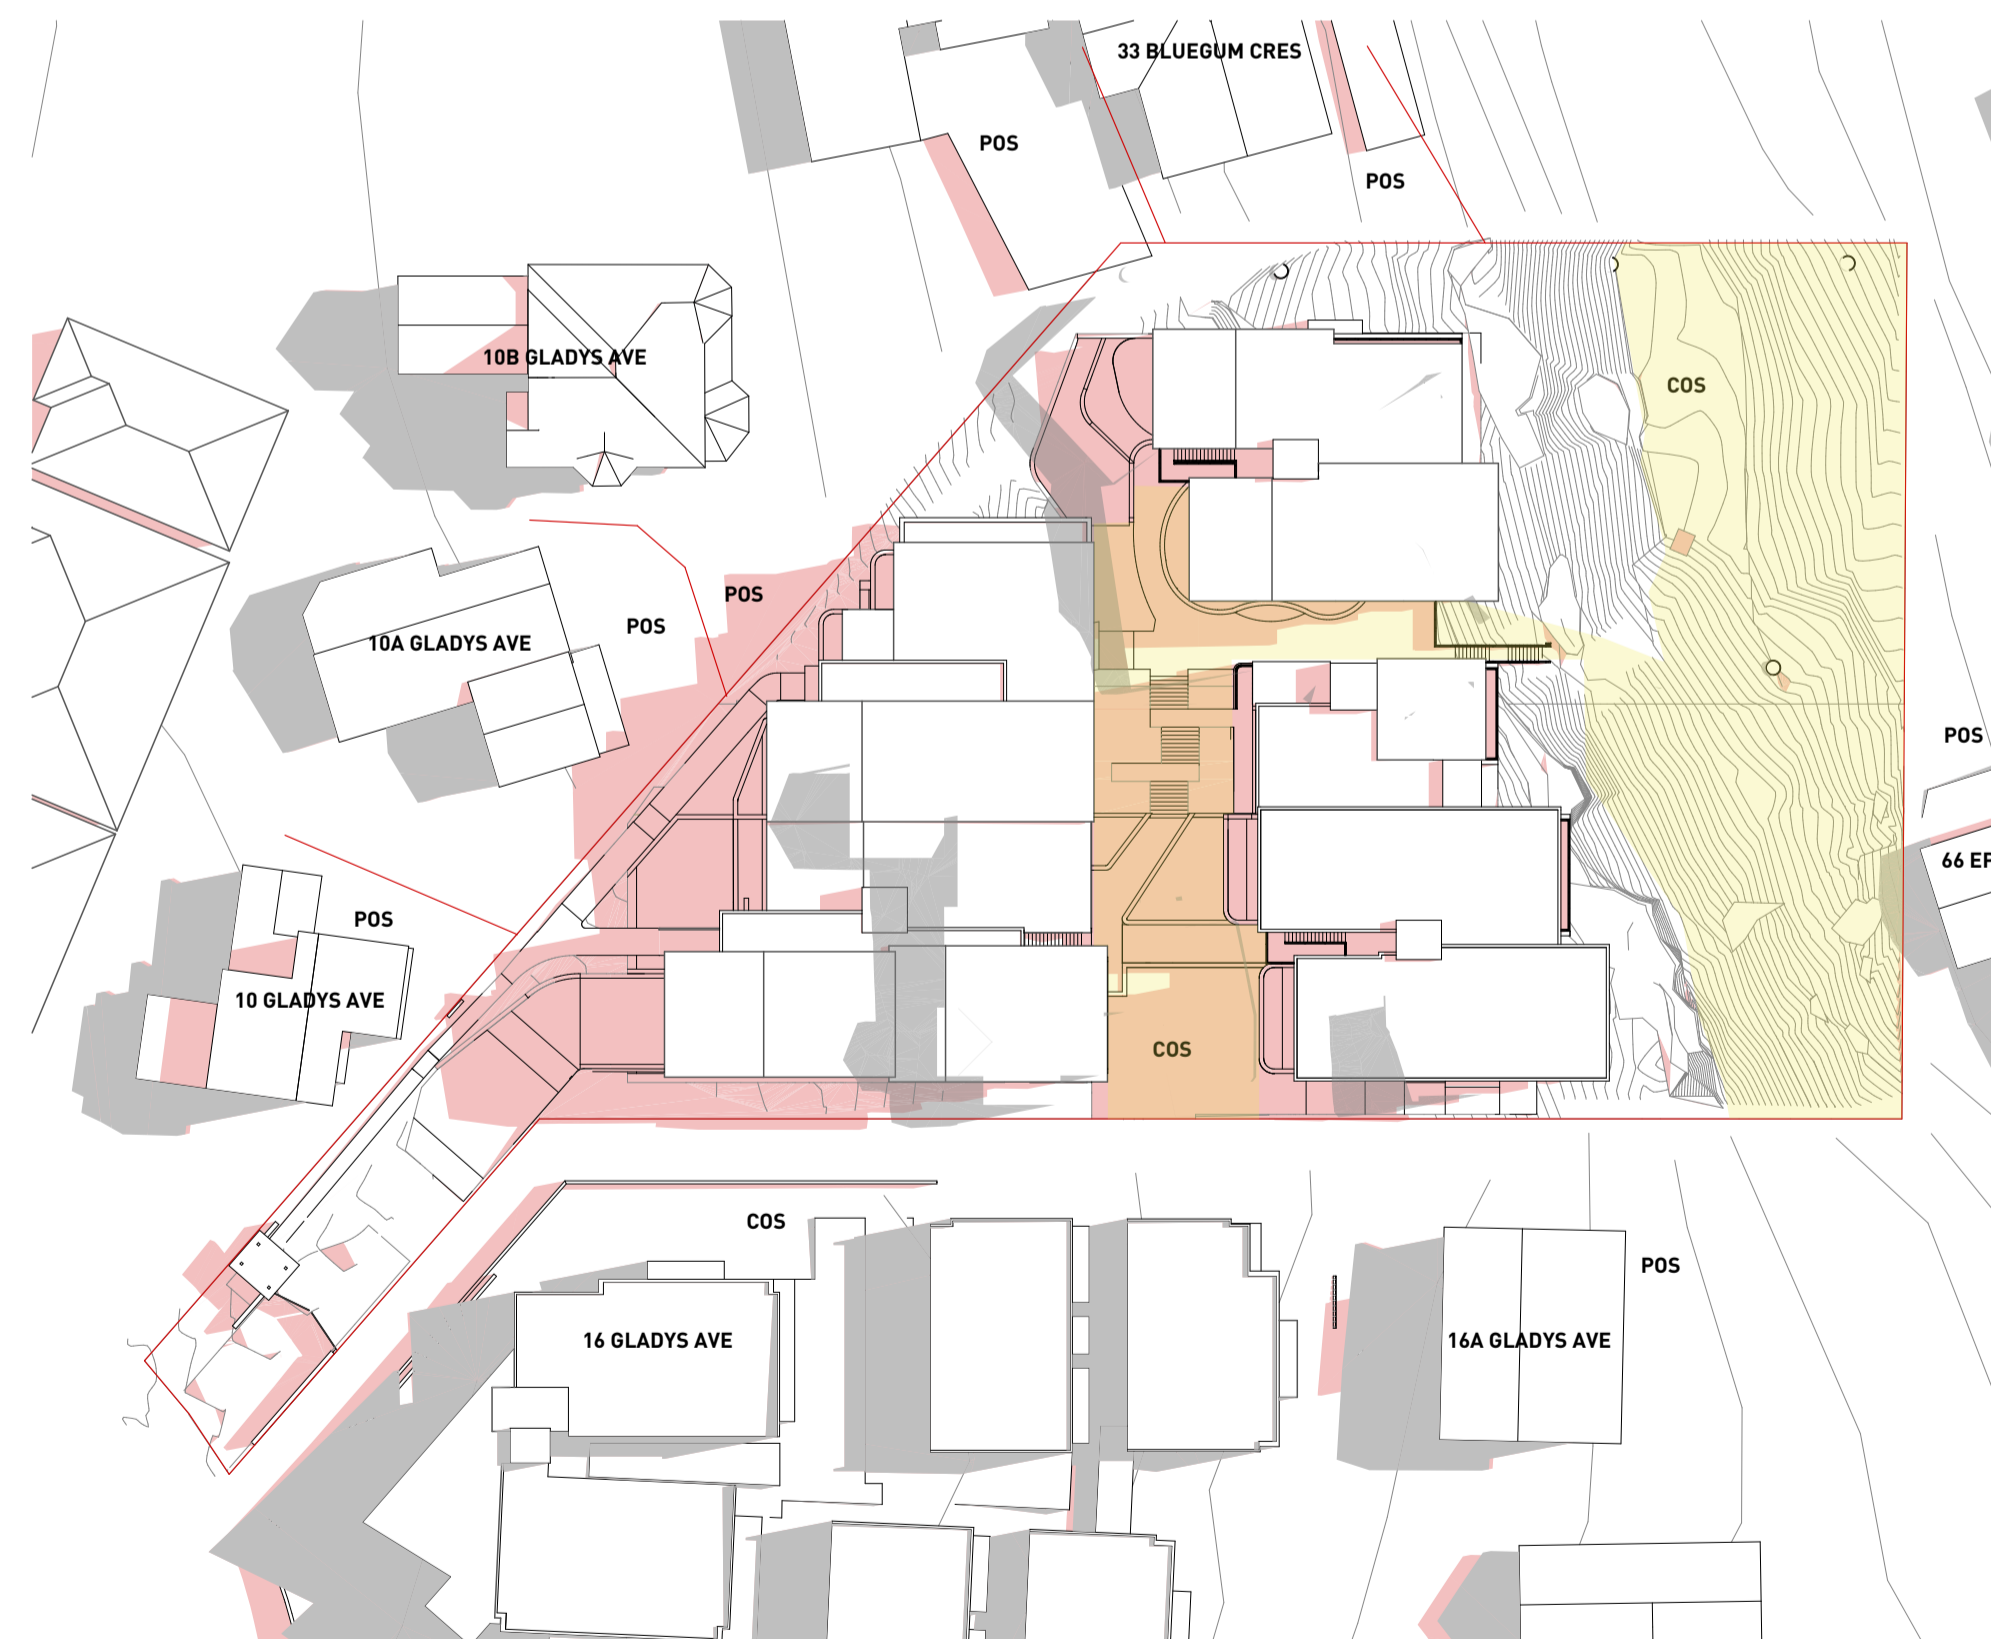 33 BLUEGUM CRES
POS
POS
10B GLADYS AVE
COS
POS
POS
10A GLADYS AVE
POS
66 EF
POS
10 GLADYS AVE
COS
COS
POS
16 GLADYS AVE
16A GLADYS AVE